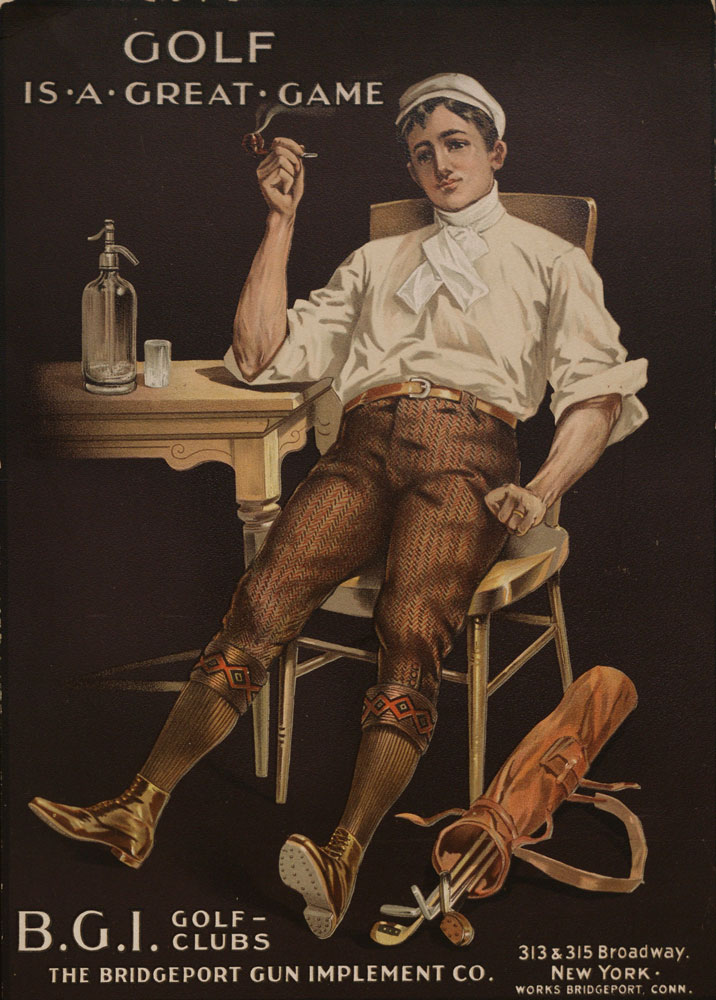 GOLF
IS·A·GREAT·GAME
B.G.I. GOLF-
CLUBS
THE BRIDGEPORT GUN IMPLEMENT CO.
313 & 315 Broadway.
NEW YORK·
WORKS BRIDGEPORT, CONN.